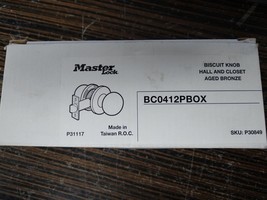 Master
Lock
BISCUIT KNOB
HALL AND CLOSET
AGED BRONZE
BC0412PBOX
P31117
Made in
Taiwan R.O.C.
SKU: P30849